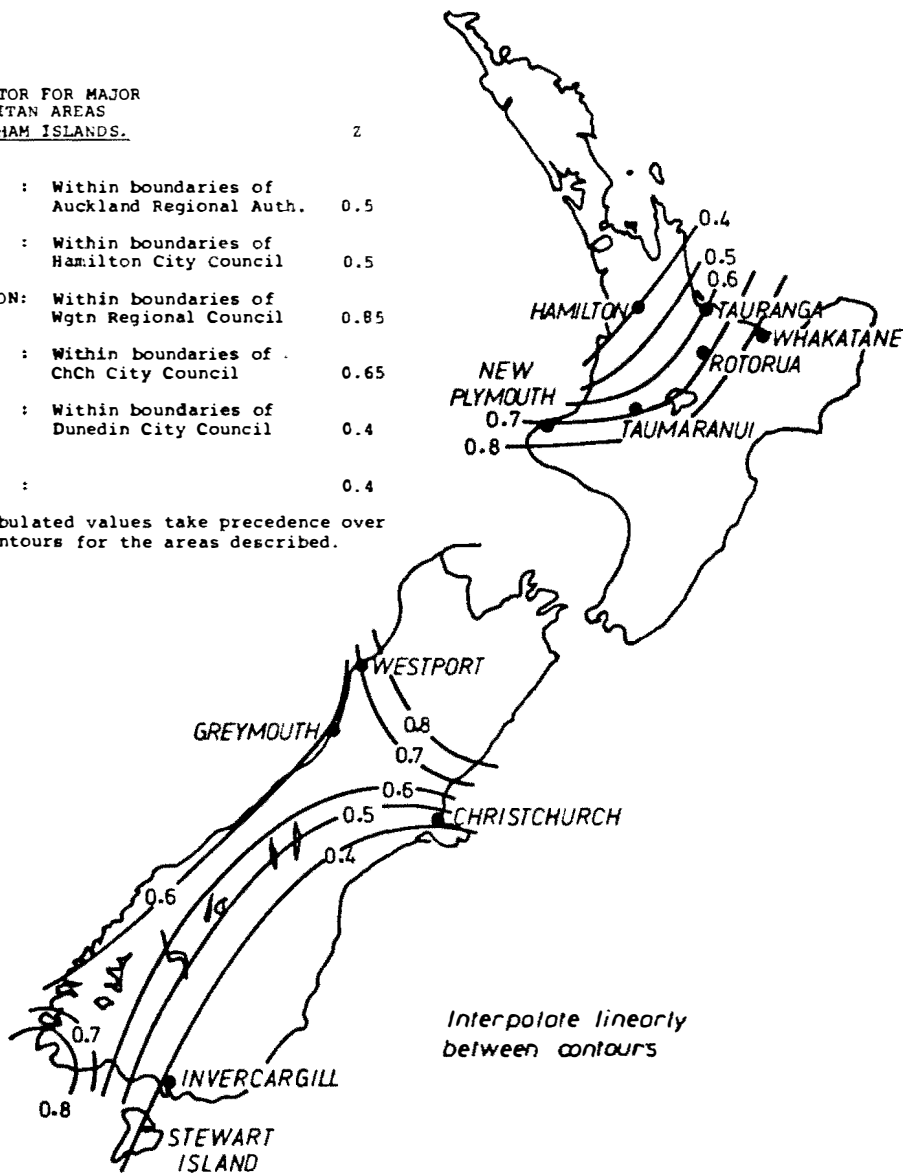 TOR FOR MAJOR
ITAN AREAS
HAM ISLANDS. Z
: Within boundaries of
Auckland Regional Auth. 0.5
: Within boundaries of
Hamilton City Council 0.5
ON: Within boundaries of
Wgtn Regional Council 0.85
: Within boundaries of
ChCh City Council 0.65
: Within boundaries of
Dunedin City Council 0.4
: 0.4
bulated values take precedence over
ntours for the areas described.
0.4
0.5
0.6
HAMILTON
TAURANGA
WHAKATANE
ROTORUA
NEW
PLYMOUTH
0.7
TAUMARANUI
0.8
WESTPORT
GREYMOUTH
0.8
0.7
0.6
0.5
CHRISTCHURCH
0.4
0.6
Interpolate linearly
between contours
0.7
INVERCARGILL
0.8
STEWART
ISLAND